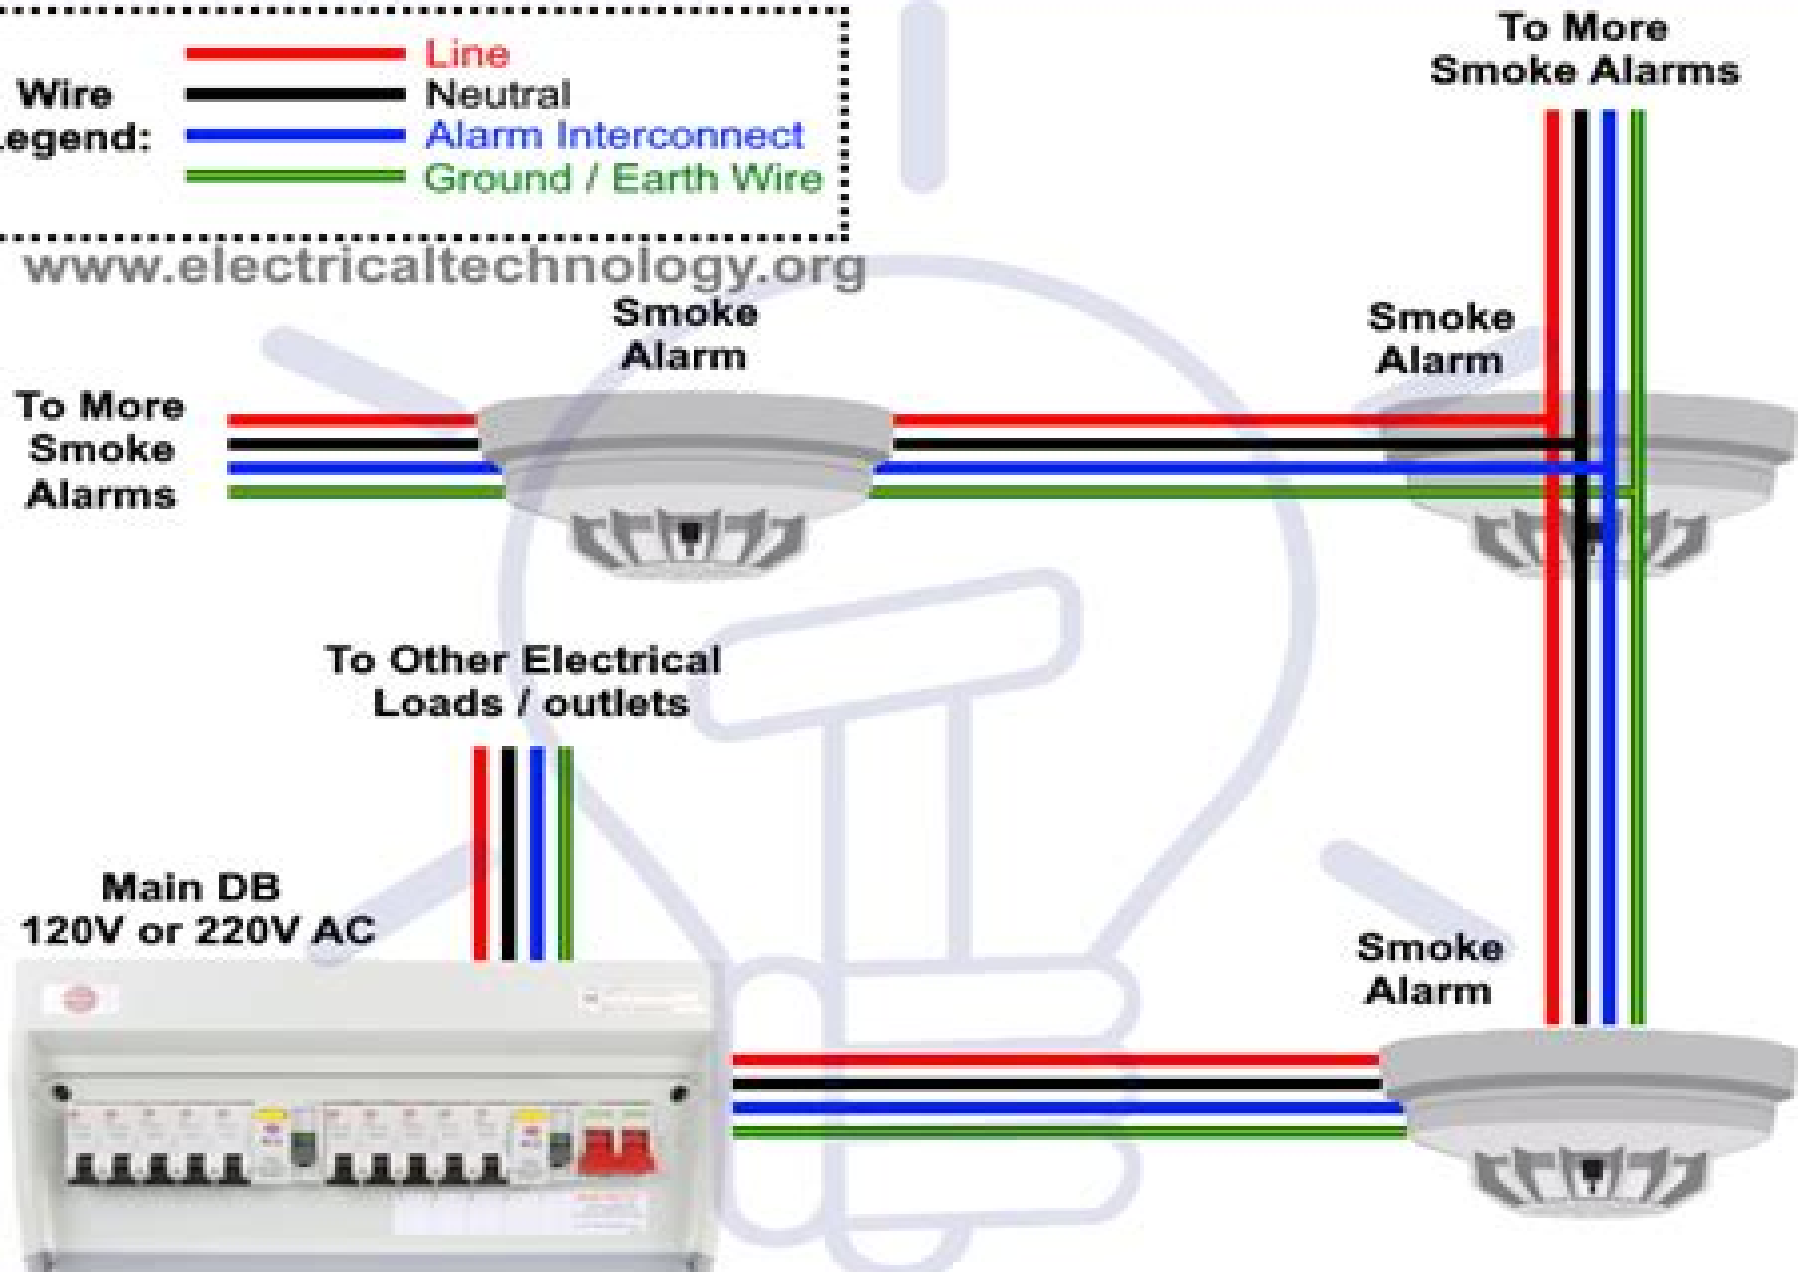 Line
Wire
Neutral
Legend:
Alarm Interconnect
Ground / Earth Wire
www.electricaltechnology.org
To More
Smoke Alarms
Smoke
Alarm
Smoke
Alarm
To More
Smoke
Alarms
To Other Electrical
Loads / outlets
Main DB
120V or 220V AC
Smoke
Alarm